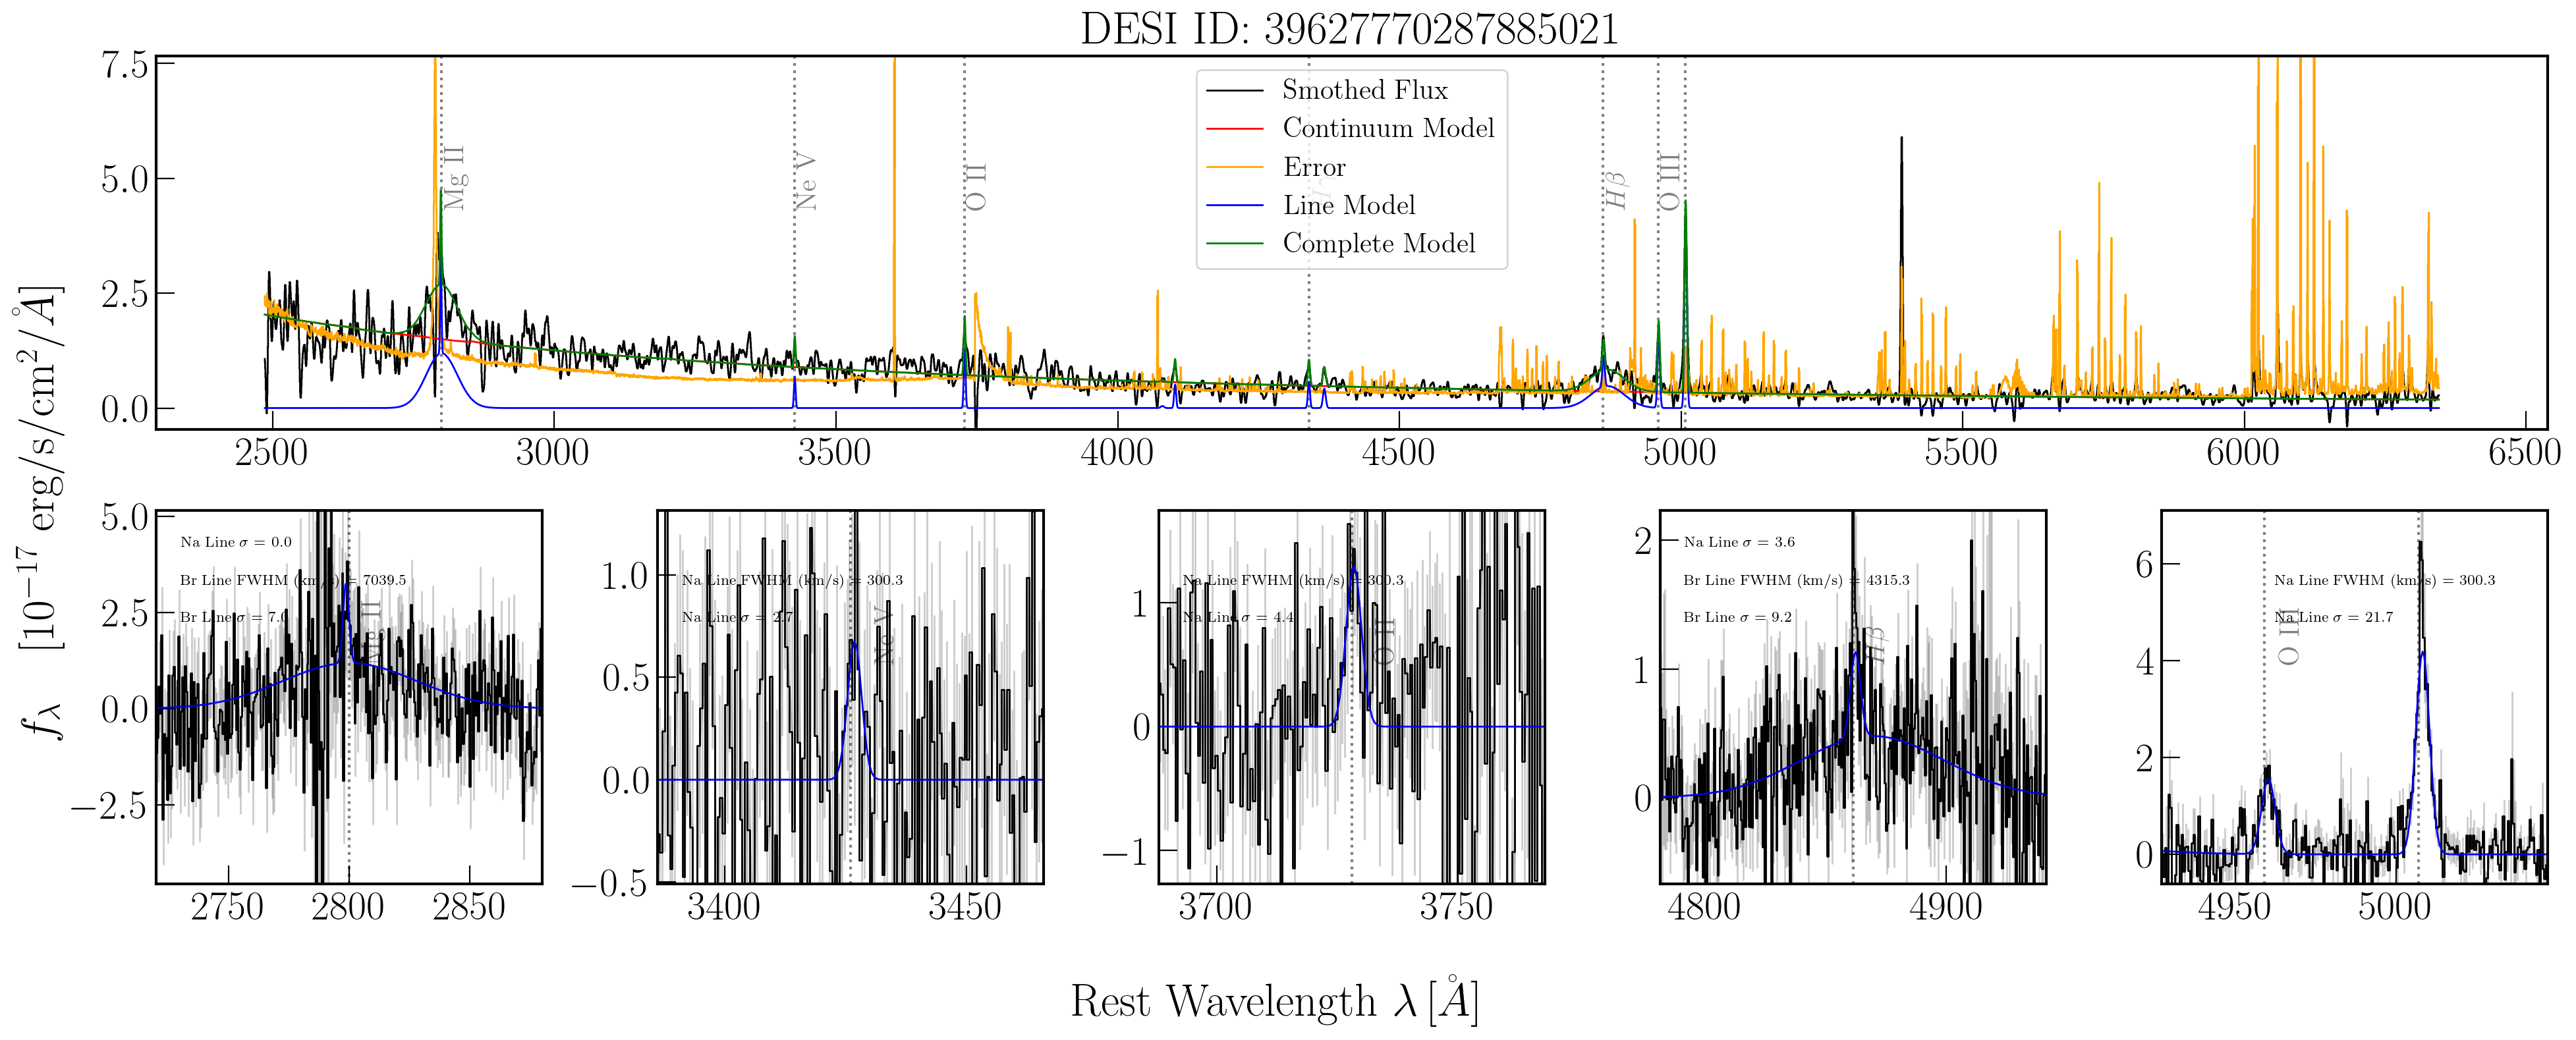 DESI ID: 39627770287885021
7.5
5.0
2.5
0.0
Mg II
Ne V
O II
Hβ
O III
Smothed Flux
Continuum Model
Error
Line Model
Complete Model
2500 3000 3500 4000 4500 5000 5500 6000 6500
f_λ [10^{-17} erg/s/cm^2/Å]
5.0
2.5
0.0
−2.5
Na Line σ = 0.0
Br Line FWHM (km/s) = 7039.5
Br Line σ = 7.0
Mg II
2750 2800 2850
1.0
0.5
0.0
−0.5
Na Line FWHM (km/s) = 300.3
Na Line σ = 2.7
Ne V
3400 3450
1
0
−1
Na Line FWHM (km/s) = 300.3
Na Line σ = 4.4
O II
3700 3750
2
1
0
Na Line σ = 3.6
Br Line FWHM (km/s) = 4315.3
Br Line σ = 9.2
Hβ
4800 4900
6
4
2
0
Na Line FWHM (km/s) = 300.3
Na Line σ = 21.7
O III
4950 5000
Rest Wavelength λ [Å]